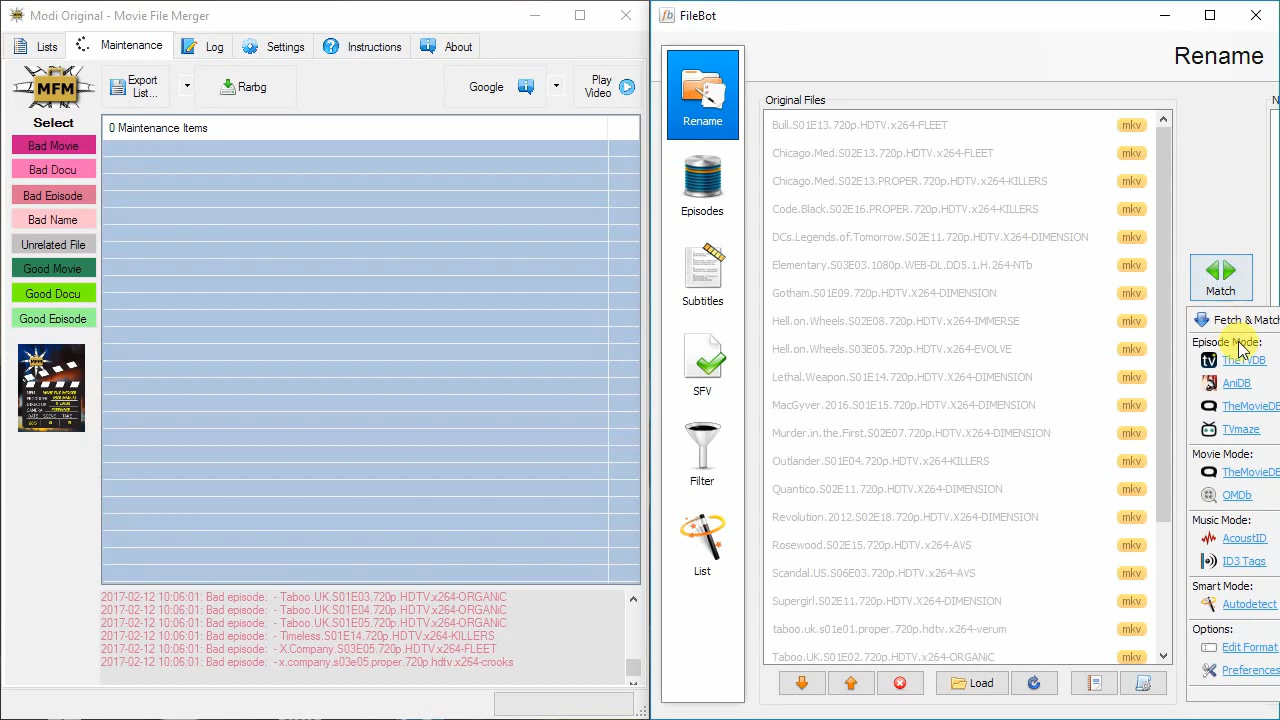 Modi Original - Movie File Merger
Lists
Maintenance
Log
Settings
Instructions
About
MFM
Export List...
Rarbg
Google
Play Video
Select
Bad Movie
Bad Docu
Bad Episode
Bad Name
Unrelated File
Good Movie
Good Docu
Good Episode
0 Maintenance Items
2017-02-12 10:06:01: Bad episode: - Taboo.UK.S01E03.720p.HDTV.x264-ORGANiC
2017-02-12 10:06:01: Bad episode: - Taboo.UK.S01E04.720p.HDTV.x264-ORGANiC
2017-02-12 10:06:01: Bad episode: - Taboo.UK.S01E05.720p.HDTV.x264-ORGANiC
2017-02-12 10:06:01: Bad episode: - Timeless.S01E14.720p.HDTV.x264-KILLERS
2017-02-12 10:06:01: Bad episode: - X.Company.S03E05.720p.HDTV.x264-FLEET
2017-02-12 10:06:01: Bad episode: - x.company.s03e05.proper.720p.hdtv.x264-crooks
FileBot
Rename
Rename
Episodes
Subtitles
SFV
Filter
List
Original Files
Bull.S01E13.720p.HDTV.x264-FLEET mkv
Chicago.Med.S02E13.720p.HDTV.x264-FLEET mkv
Chicago.Med.S02E13.PROPER.720p.HDTV.x264-KILLERS mkv
Code.Black.S02E16.PROPER.720p.HDTV.x264-KILLERS mkv
DCs.Legends.of.Tomorrow.S02E11.720p.HDTV.X264-DIMENSION mkv
Elementary.S03E03.1080p.WEB-DL.DD5.1.H.264-NTb mkv
Gotham.S01E09.720p.HDTV.X264-DIMENSION mkv
Hell.on.Wheels.S02E08.720p.HDTV.x264-IMMERSE mkv
Hell.on.Wheels.S03E05.720p.HDTV.x264-EVOLVE mkv
Lethal.Weapon.S01E14.720p.HDTV.X264-DIMENSION mkv
MacGyver.2016.S01E15.720p.HDTV.X264-DIMENSION mkv
Murder.in.the.First.S02E07.720p.HDTV.X264-DIMENSION mkv
Outlander.S01E04.720p.HDTV.x264-KILLERS mkv
Quantico.S02E11.720p.HDTV.X264-DIMENSION mkv
Revolution.2012.S02E18.720p.HDTV.X264-DIMENSION mkv
Rosewood.S02E15.720p.HDTV.x264-AVS mkv
Scandal.US.S06E03.720p.HDTV.x264-AVS mkv
Supergirl.S02E11.720p.HDTV.X264-DIMENSION mkv
taboo.uk.s01e01.proper.720p.hdtv.x264-verum mkv
Taboo.UK.S01E02.720p.HDTV.x264-ORGANiC mkv
Load
Match
Fetch & Match
Episode Mode:
TheTVDB
AniDB
TheMovieDB
TVmaze
Movie Mode:
TheMovieDB
OMDb
Music Mode:
AcoustID
ID3 Tags
Smart Mode:
Autodetect
Options:
Edit Format
Preferences